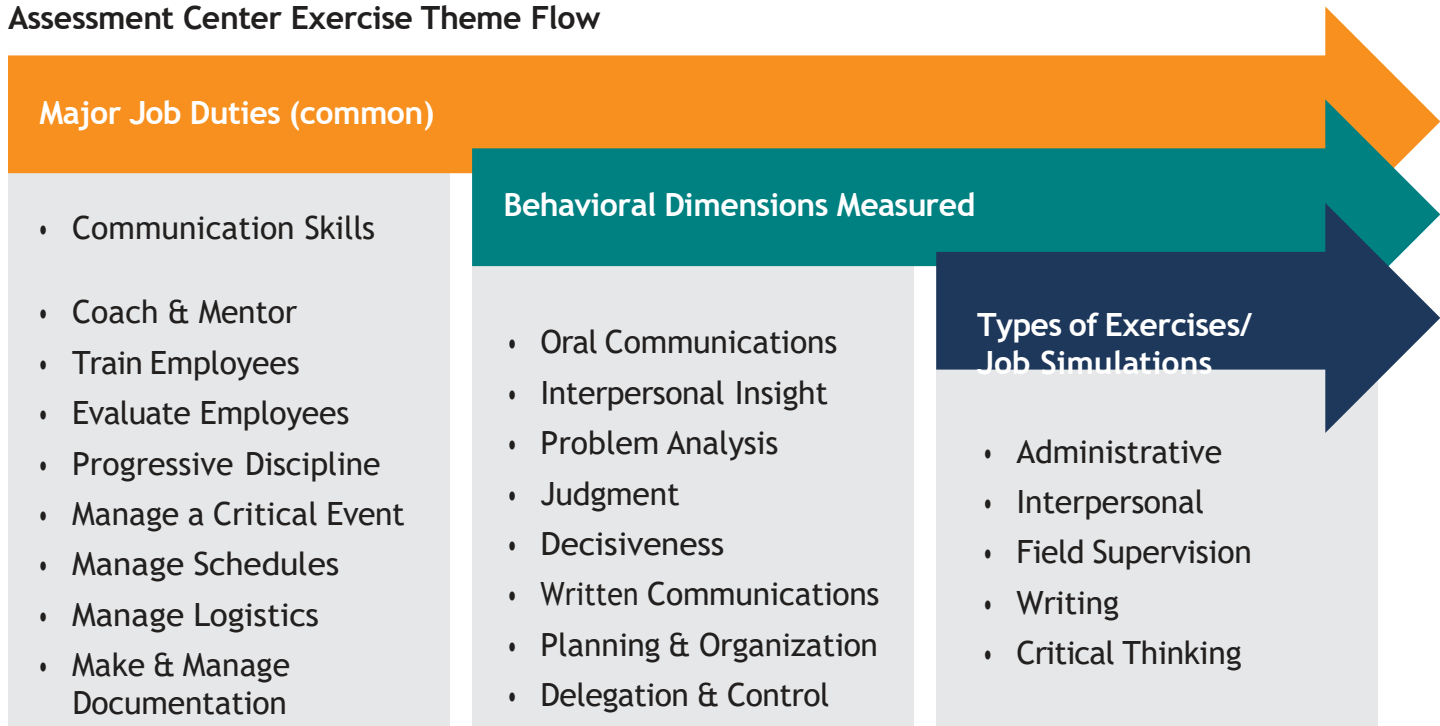 Assessment Center Exercise Theme Flow
Major Job Duties (common)
• Communication Skills
• Coach & Mentor
• Train Employees
• Evaluate Employees
• Progressive Discipline
• Manage a Critical Event
• Manage Schedules
• Manage Logistics
• Make & Manage
Documentation
Behavioral Dimensions Measured
• Oral Communications
• Interpersonal Insight
• Problem Analysis
• Judgment
• Decisiveness
• Written Communications
• Planning & Organization
• Delegation & Control
Types of Exercises/
Job Simulations
• Administrative
• Interpersonal
• Field Supervision
• Writing
• Critical Thinking